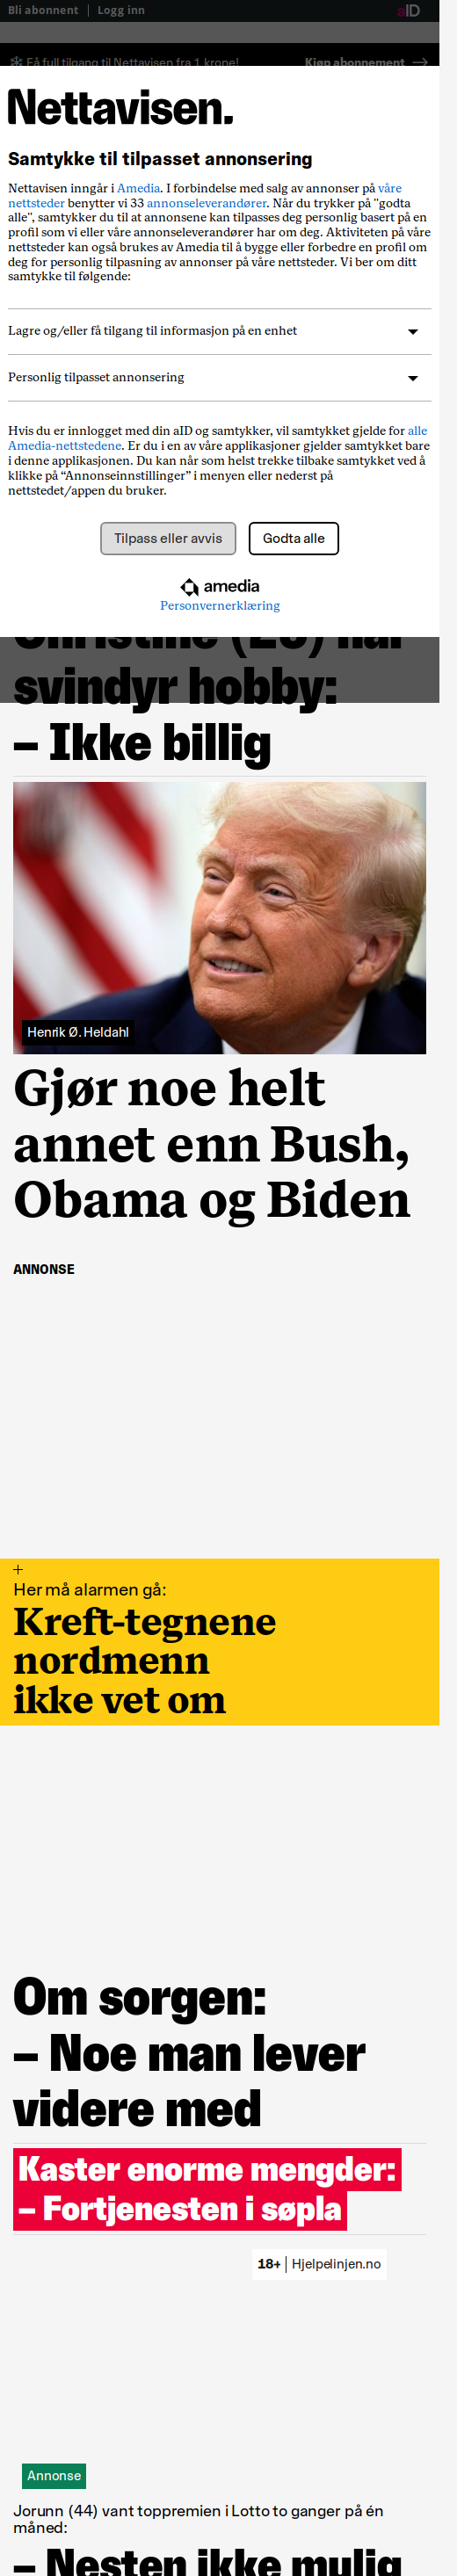 Bli abonnent | Logg inn
aID
Få full tilgang til Nettavisen fra 1 krone! Kjøp abonnement →
Nettavisen.
Samtykke til tilpasset annonsering
Nettavisen inngår i Amedia. I forbindelse med salg av annonser på våre
nettsteder benytter vi 33 annonseleverandører. Når du trykker på "godta
alle", samtykker du til at annonsene kan tilpasses deg personlig basert på en
profil som vi eller våre annonseleverandører har om deg. Aktiviteten på våre
nettsteder kan også brukes av Amedia til å bygge eller forbedre en profil om
deg for personlig tilpasning av annonser på våre nettsteder. Vi ber om ditt
samtykke til følgende:
Lagre og/eller få tilgang til informasjon på en enhet
Personlig tilpasset annonsering
Hvis du er innlogget med din aID og samtykker, vil samtykket gjelde for alle
Amedia-nettstedene. Er du i en av våre applikasjoner gjelder samtykket bare
i denne applikasjonen. Du kan når som helst trekke tilbake samtykket ved å
klikke på “Annonseinnstillinger” i menyen eller nederst på
nettstedet/appen du bruker.
Tilpass eller avvis
Godta alle
amedia
Personvernerklæring
svindyr hobby:
– Ikke billig
Henrik Ø. Heldahl
Gjør noe helt
annet enn Bush,
Obama og Biden
ANNONSE
+
Her må alarmen gå:
Kreft-tegnene
nordmenn
ikke vet om
Om sorgen:
– Noe man lever
videre med
Kaster enorme mengder:
– Fortjenesten i søpla
18+ | Hjelpelinjen.no
Annonse
Jorunn (44) vant toppremien i Lotto to ganger på én
måned:
– Nesten ikke mulig